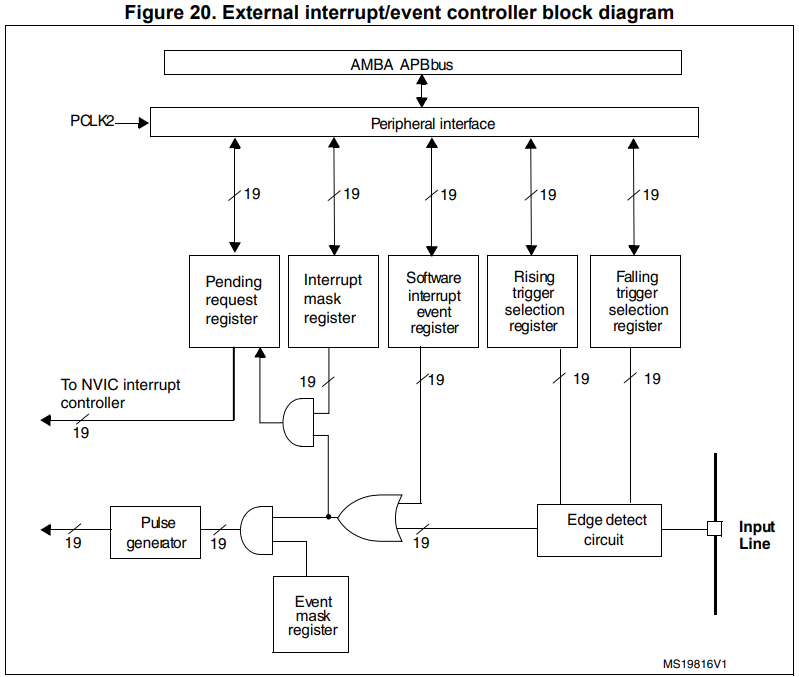 Figure 20. External interrupt/event controller block diagram
AMBA APB bus
PCLK2
Peripheral interface
19
19
19
19
19
Pending
request
register
Interrupt
mask
register
Software
interrupt
event
register
Rising
trigger
selection
register
Falling
trigger
selection
register
19
19
19
19
To NVIC interrupt
controller
19
Pulse
generator
19
19
19
Edge detect
circuit
Input
Line
Event
mask
register
MS19816V1